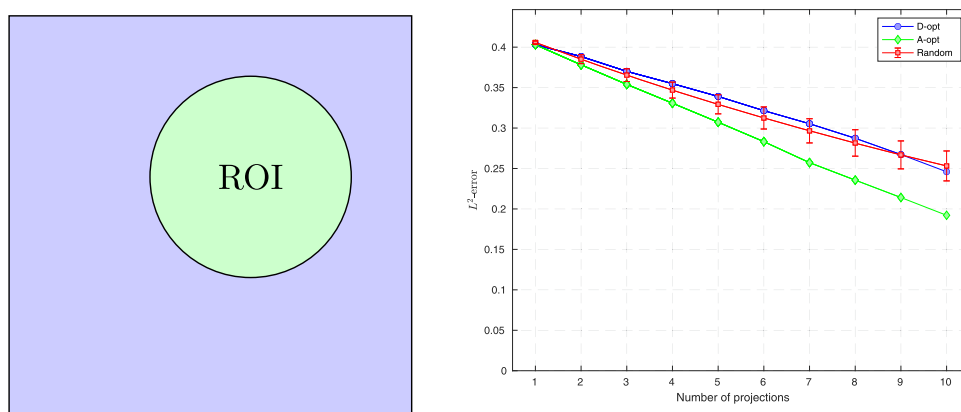 ROI
D-opt
A-opt
Random
0.4
0.35
0.3
0.25
0.2
0.15
0.1
0.05
0
L²-error
1 2 3 4 5 6 7 8 9 10
Number of projections